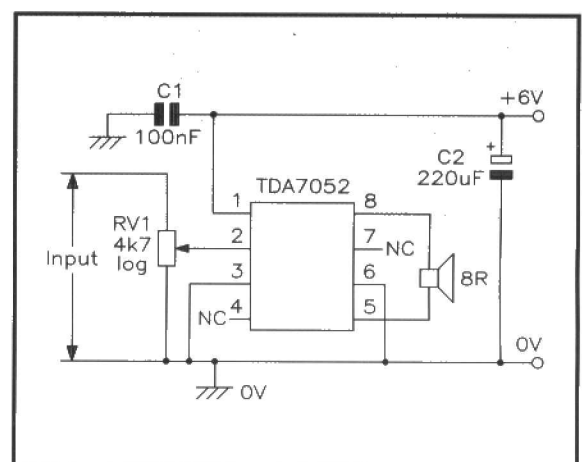 C1
100nF
+6V
+
C2
220uF
TDA7052
1
8
RV1
4k7
log
2
7
NC
Input
3
6
8R
NC
4
5
0V
0V